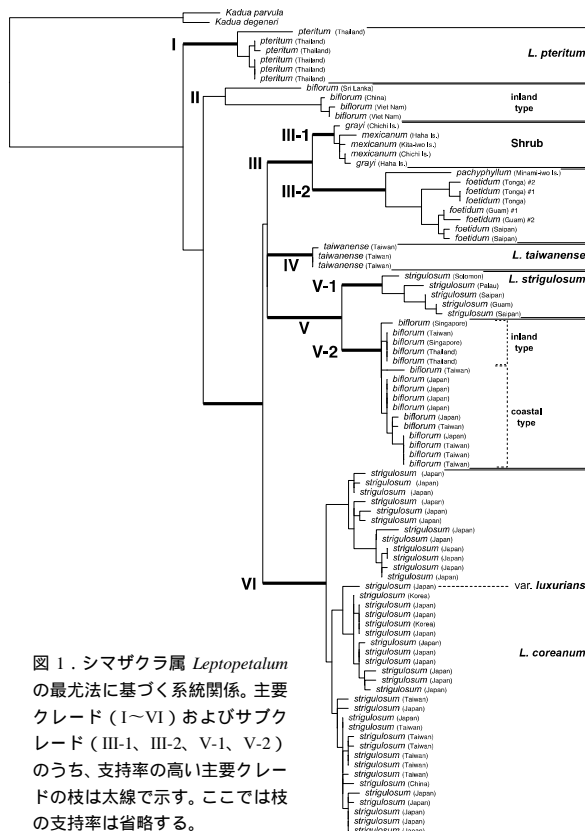 Kadua parvula
Kadua degeneri
I
pteritum (Thailand)
pteritum (Thailand)
pteritum (Thailand)
pteritum (Thailand)
pteritum (Thailand)
pteritum (Thailand)
L. pteritum
II
biflorum (Sri Lanka)
biflorum (China)
biflorum (Viet Nam)
biflorum (Viet Nam)
inland
type
III
III-1
grayi (Chichi Is.)
mexicanum (Haha Is.)
mexicanum (Kita-iwo Is.)
mexicanum (Chichi Is.)
grayi (Haha Is.)
Shrub
III-2
pachyphyllum (Minami-iwo Is.)
foetidum (Tonga) #2
foetidum (Tonga) #1
foetidum (Tonga)
foetidum (Guam) #1
foetidum (Guam) #2
foetidum (Saipan)
foetidum (Saipan)
IV
taiwanense (Taiwan)
taiwanense (Taiwan)
taiwanense (Taiwan)
L. taiwanense
V
V-1
strigulosum (Solomon)
strigulosum (Palau)
strigulosum (Saipan)
strigulosum (Guam)
strigulosum (Saipan)
L. strigulosum
V-2
biflorum (Singapore)
biflorum (Taiwan)
biflorum (Singapore)
biflorum (Thailand)
biflorum (Thailand)
inland
type
biflorum (Taiwan)
biflorum (Japan)
biflorum (Japan)
biflorum (Japan)
biflorum (Japan)
biflorum (Taiwan)
biflorum (Japan)
biflorum (Taiwan)
biflorum (Taiwan)
biflorum (Taiwan)
coastal
type
VI
strigulosum (Japan)
strigulosum (Japan)
strigulosum (Japan)
strigulosum (Japan)
strigulosum (Japan)
strigulosum (Japan)
strigulosum (Japan)
strigulosum (Japan)
strigulosum (Japan)
strigulosum (Japan)
strigulosum (Japan)
strigulosum (Japan)
strigulosum (Japan)
var. luxurians
strigulosum (Korea)
strigulosum (Japan)
strigulosum (Japan)
strigulosum (Korea)
strigulosum (Japan)
strigulosum (Japan)
strigulosum (Japan)
strigulosum (Japan)
strigulosum (Japan)
strigulosum (Japan)
strigulosum (Japan)
L. coreanum
strigulosum (Taiwan)
strigulosum (Japan)
strigulosum (Japan)
strigulosum (Taiwan)
strigulosum (Japan)
strigulosum (Taiwan)
strigulosum (Taiwan)
strigulosum (Taiwan)
strigulosum (Taiwan)
strigulosum (China)
strigulosum (Japan)
strigulosum (Japan)
strigulosum (Japan)
strigulosum (Japan)
strigulosum (Japan)
図 1．シマザクラ属 Leptopetalum
の最尤法に基づく系統関係。主要
クレード（I～VI）およびサブク
レード（III-1、III-2、V-1、V-2）
のうち、支持率の高い主要クレー
ドの枝は太線で示す。ここでは枝
の支持率は省略する。